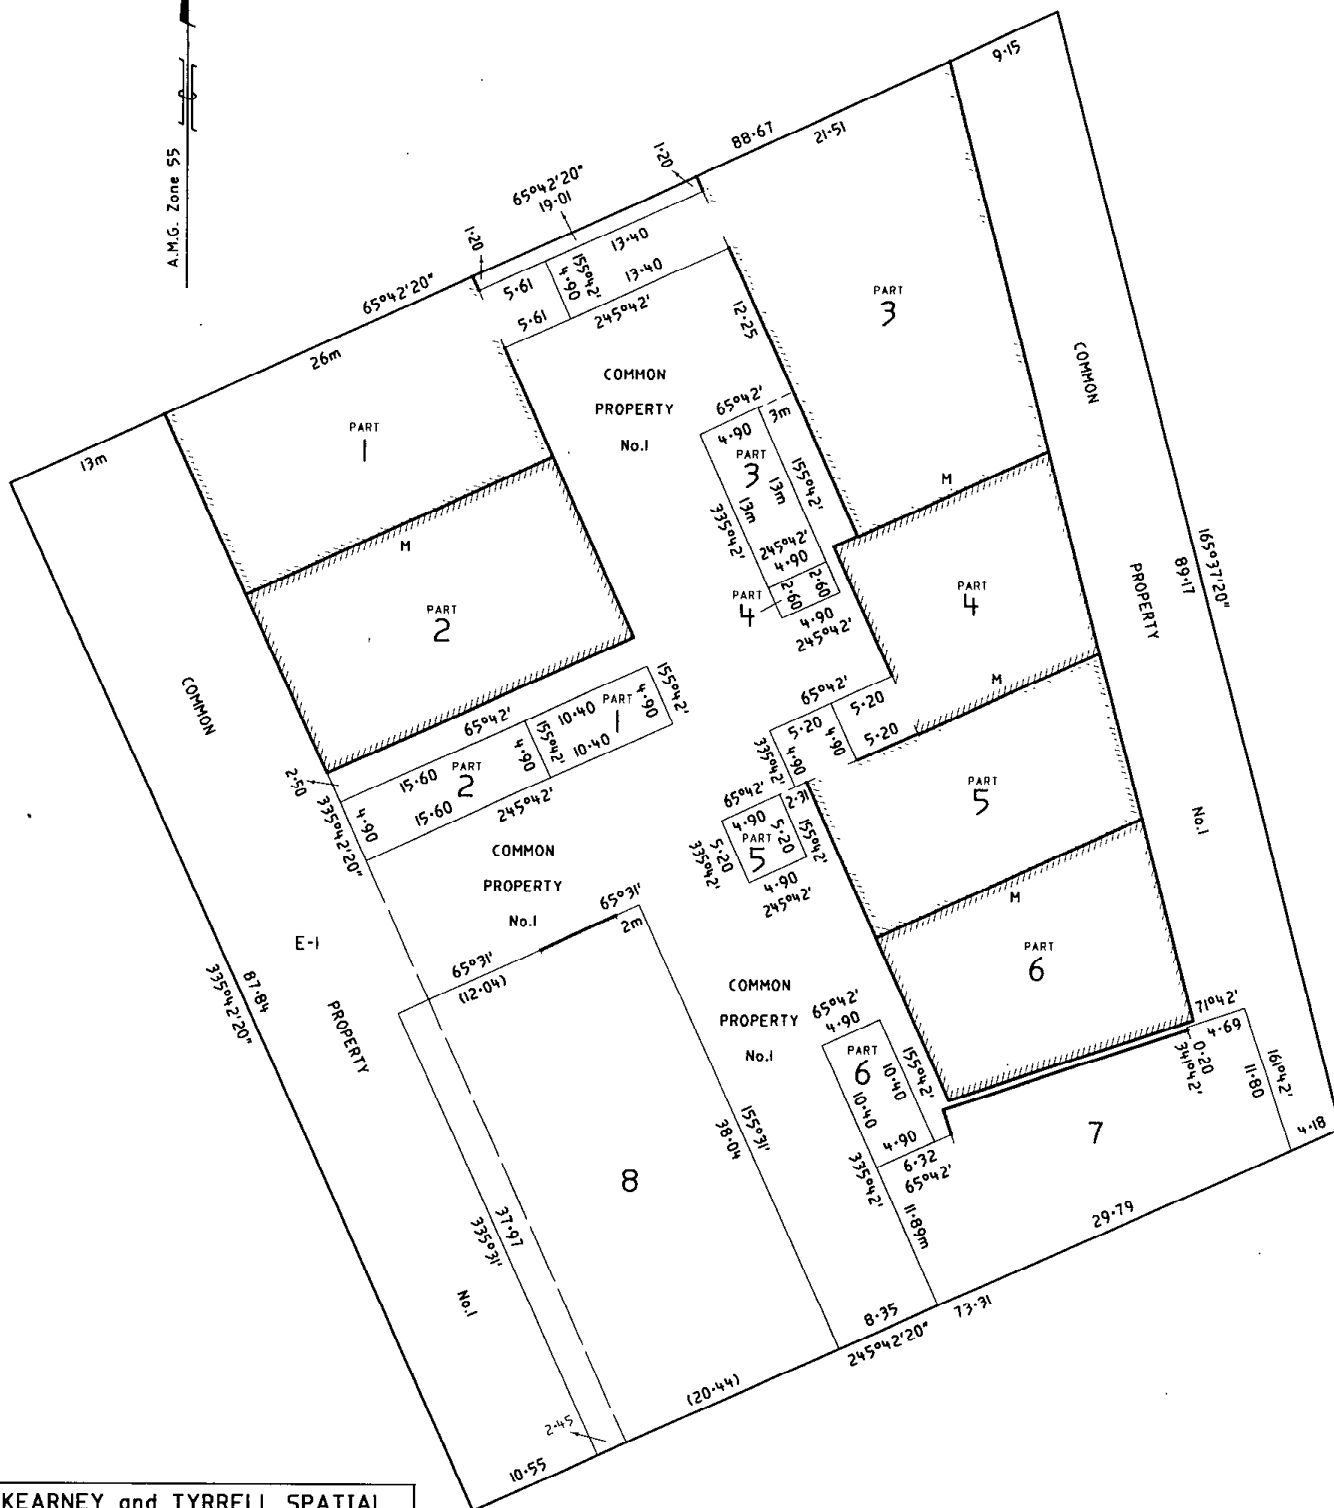 A.M.G. Zone 55
9·15
88·67
21·51
1·20
65°42'20"
19·01
1·20
13·40
13·40
155°42'
4·90
5·61
5·61
245°42'
65°42'20"
26m
13m
12·25
PART
3
COMMON
PROPERTY
No.1
COMMON
PROPERTY
No.1
PART
1
65°42'
3m
4·90
PART
3
13m
13m
155°42'
335°42'
245°42'
4·90
2·60
2·60
PART
4
4·90
245°42'
M
M
PART
4
165°37'20"
89·17
PART
2
COMMON
PROPERTY
No.1
E-1
65°42'
5·20
5·20
5·20
4·90
4·90
335°42'
M
155°42'
4·90
PART
1
10·40
10·40
155°42'
4·90
65°42'
PART
2
15·60
15·60
4·90
245°42'
2·50
335°42'20"
PART
5
65°42'
2·31
4·90
5·20
5·20
PART
5
155°42'
335°42'
4·90
245°42'
COMMON
PROPERTY
No.1
65°31'
2m
65°31'
(12·04)
M
PART
6
87·84
335°42'20"
COMMON
PROPERTY
No.1
65°42'
4·90
PART
6
10·40
10·40
155°42'
4·90
6·32
65°42'
335°42'
11·89m
71°42'
4·69
0·20
341°42'
161°42'
11·80
4·18
7
8
155°31'
38·04
37·97
335°31'
29·79
73·31
8·35
245°42'20"
(20·44)
2·45
10·55
KEARNEY and TYRRELL SPATIAL